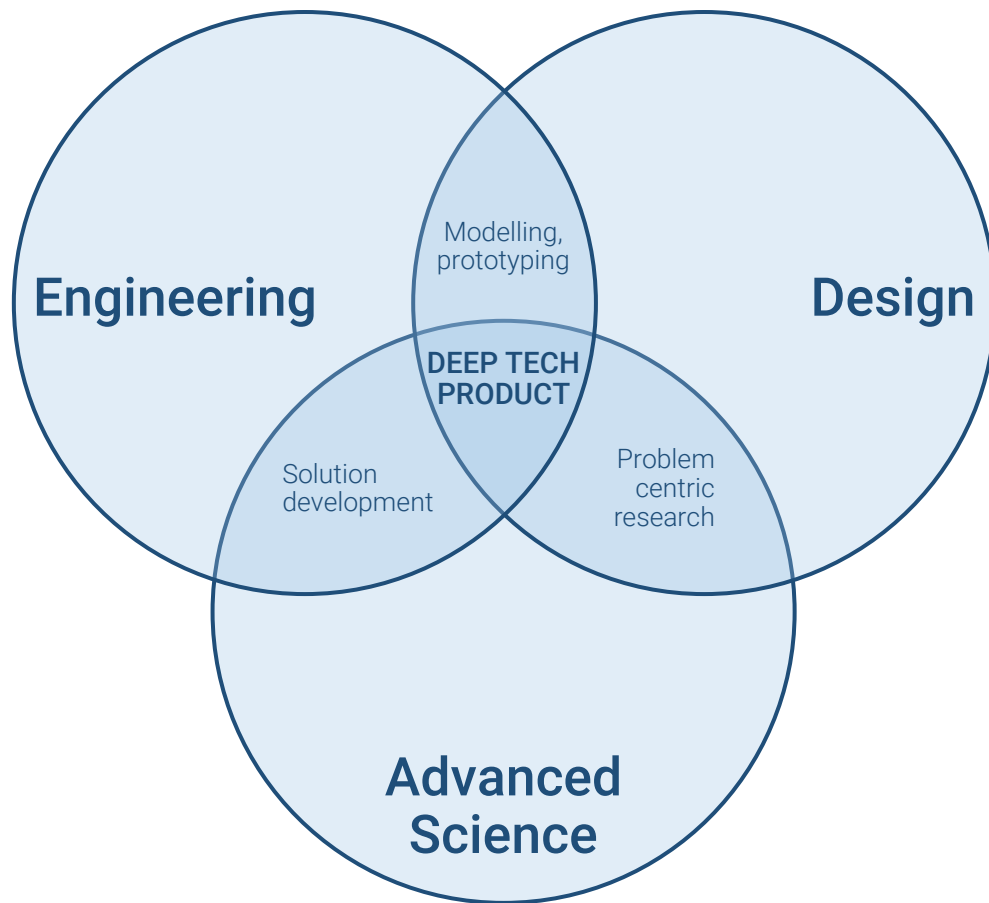 Modelling,
prototyping
Engineering
Design
DEEP TECH
PRODUCT
Solution
development
Problem
centric
research
Advanced
Science